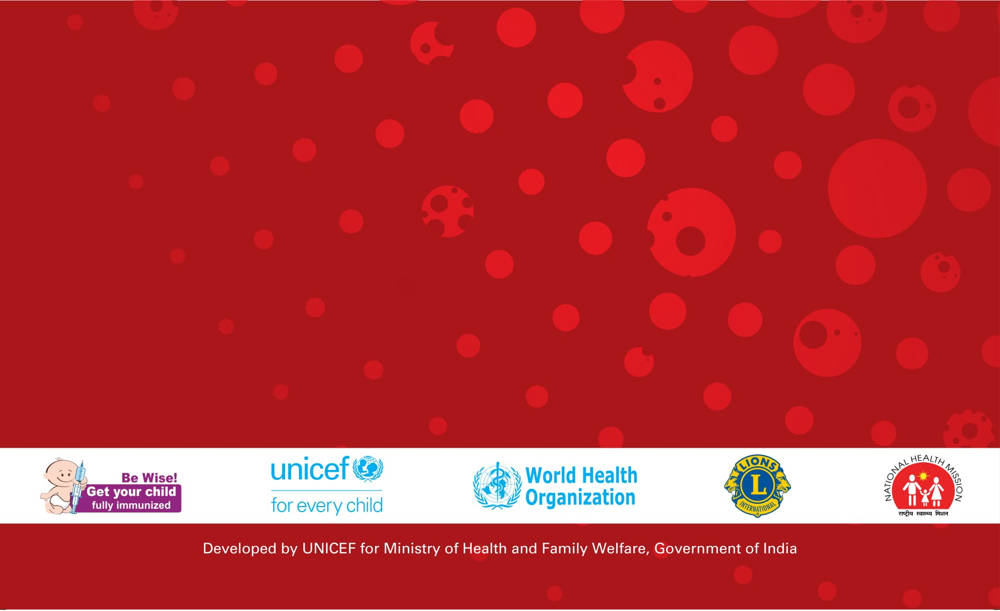 Be Wise!
Get your child
fully immunized
unicef
for every child
World Health
Organization
LIONS
L
INTERNATIONAL
NATIONAL HEALTH MISSION
राष्ट्रीय स्वास्थ्य मिशन
Developed by UNICEF for Ministry of Health and Family Welfare, Government of India